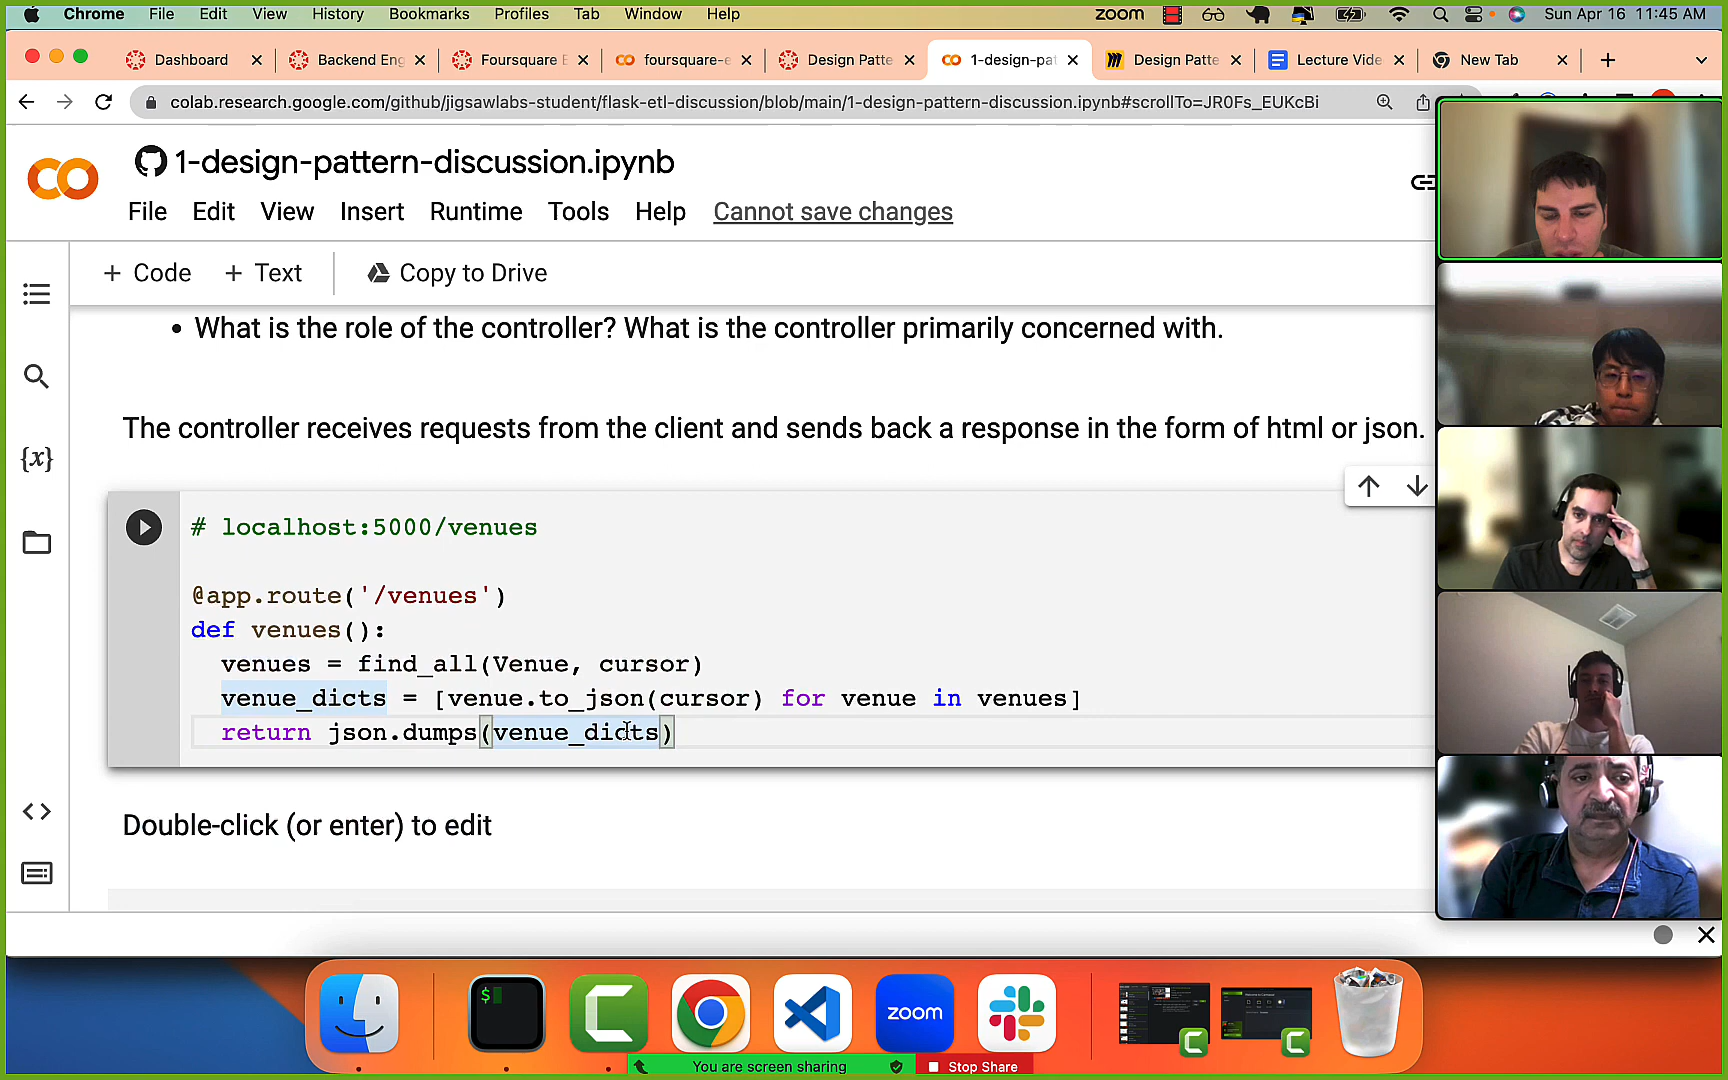 Chrome File Edit View History Bookmarks Profiles Tab Window Help zoom Sun Apr 16 11:45 AM
Dashboard Backend Eng Foursquare E foursquare-e Design Patte 1-design-pat Design Patte Lecture Vide New Tab
colab.research.google.com/github/jigsawlabs-student/flask-etl-discussion/blob/main/1-design-pattern-discussion.ipynb#scrollTo=JR0Fs_EUKcBi
1-design-pattern-discussion.ipynb
File Edit View Insert Runtime Tools Help Cannot save changes
+ Code + Text Copy to Drive
• What is the role of the controller? What is the controller primarily concerned with.
The controller receives requests from the client and sends back a response in the form of html or json.
# localhost:5000/venues
@app.route('/venues')
def venues():
venues = find_all(Venue, cursor)
venue_dicts = [venue.to_json(cursor) for venue in venues]
return json.dumps(venue_dicts)
{x}
Double-click (or enter) to edit
$
zoom
You are screen sharing Stop Share